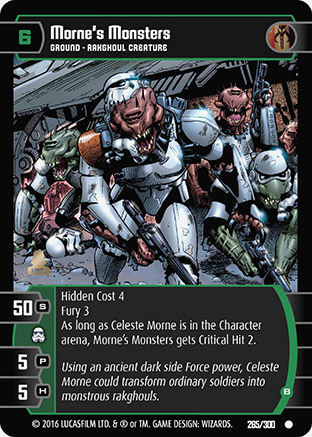 6 Morne's Monsters
GROUND - RAKGHOUL CREATURE
50 S
5 P
5 H
Hidden Cost 4
Fury 3
As long as Celeste Morne is in the Character
arena, Morne's Monsters gets Critical Hit 2.
Using an ancient dark side Force power, Celeste
Morne could transform ordinary soldiers into
monstrous rakghouls.
B
© 2016 LUCASFILM LTD. & ® or TM. GAME DESIGN: WIZARDS. 285/300